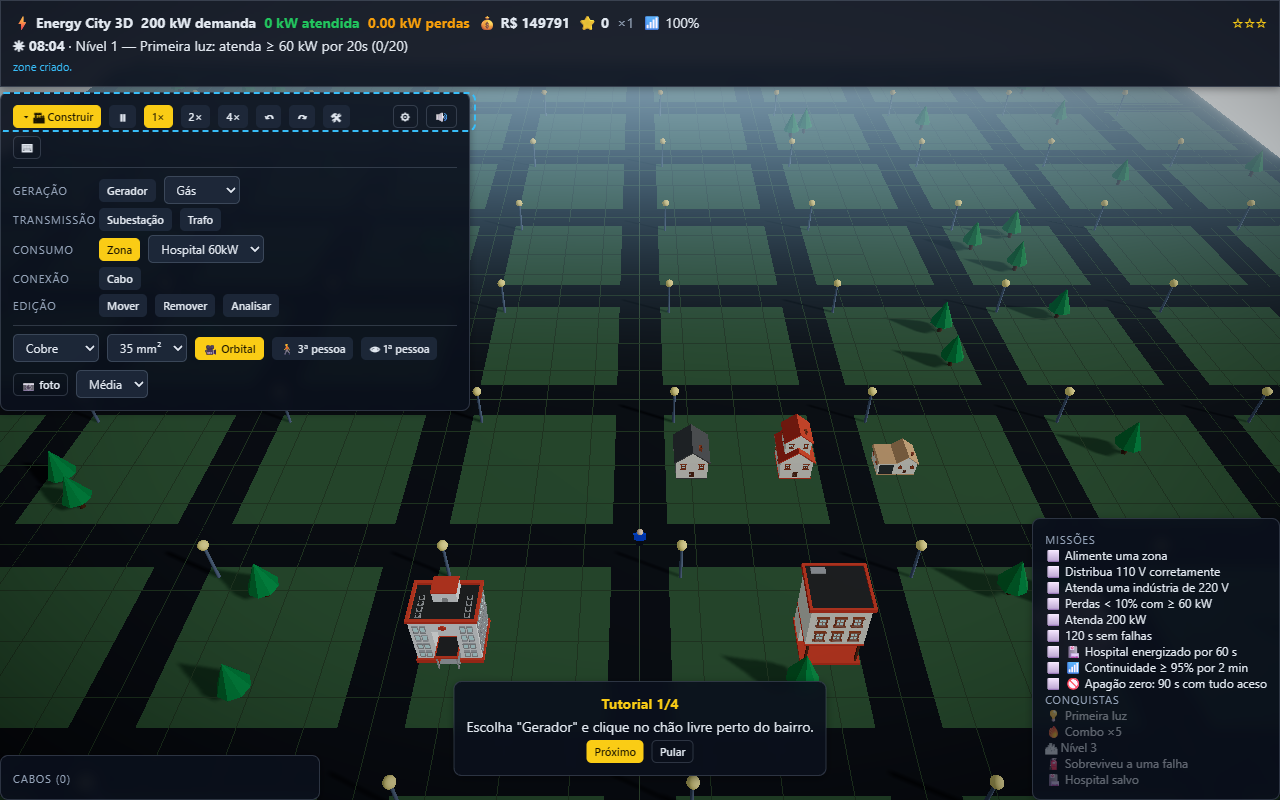 Energy City 3D 200 kW demanda 0 kW atendida 0.00 kW perdas R$ 149791 0 ×1 100%
08:04 · Nível 1 — Primeira luz: atenda ≥ 60 kW por 20s (0/20)
zone criado.
Construir 1× 2× 4×
GERAÇÃO Gerador Gás
TRANSMISSÃO Subestação Trafo
CONSUMO Zona Hospital 60kW
CONEXÃO Cabo
EDIÇÃO Mover Remover Analisar
Cobre 35 mm² Orbital 3ª pessoa 1ª pessoa
foto Média
MISSÕES
Alimente uma zona
Distribua 110 V corretamente
Atenda uma indústria de 220 V
Perdas < 10% com ≥ 60 kW
Atenda 200 kW
120 s sem falhas
Hospital energizado por 60 s
Continuidade ≥ 95% por 2 min
Apagão zero: 90 s com tudo aceso
CONQUISTAS
Primeira luz
Combo ×5
Nível 3
Sobreviveu a uma falha
Hospital salvo
Tutorial 1/4
Escolha "Gerador" e clique no chão livre perto do bairro.
Próximo Pular
CABOS (0)